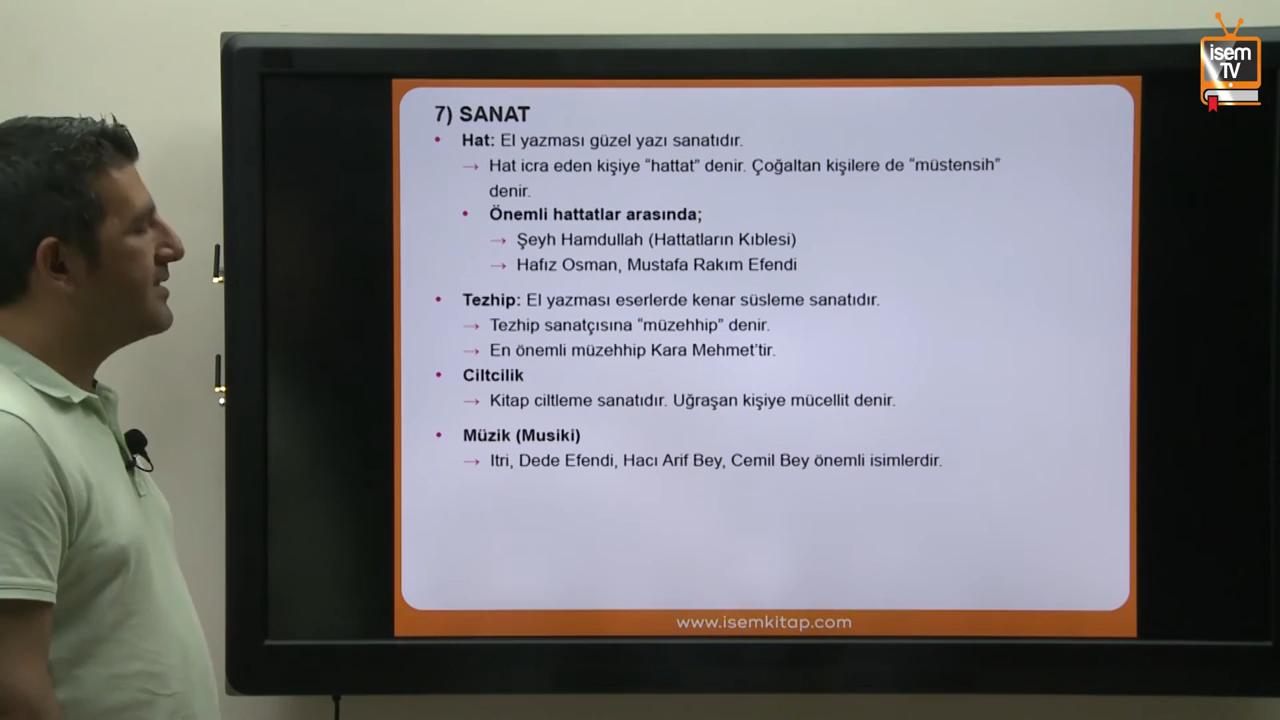 isem
TV
7) SANAT
• Hat: El yazması güzel yazı sanatıdır.
→ Hat icra eden kişiye “hattat” denir. Çoğaltan kişilere de “müstensih”
denir.
• Önemli hattatlar arasında;
→ Şeyh Hamdullah (Hattatların Kıblesi)
→ Hafız Osman, Mustafa Rakım Efendi
• Tezhip: El yazması eserlerde kenar süsleme sanatıdır.
→ Tezhip sanatçısına “müzehhip” denir.
→ En önemli müzehhip Kara Mehmet’tir.
• Ciltcilik
→ Kitap ciltleme sanatıdır. Uğraşan kişiye mücellit denir.
• Müzik (Musiki)
→ Itri, Dede Efendi, Hacı Arif Bey, Cemil Bey önemli isimlerdir.
www.isemkitap.com